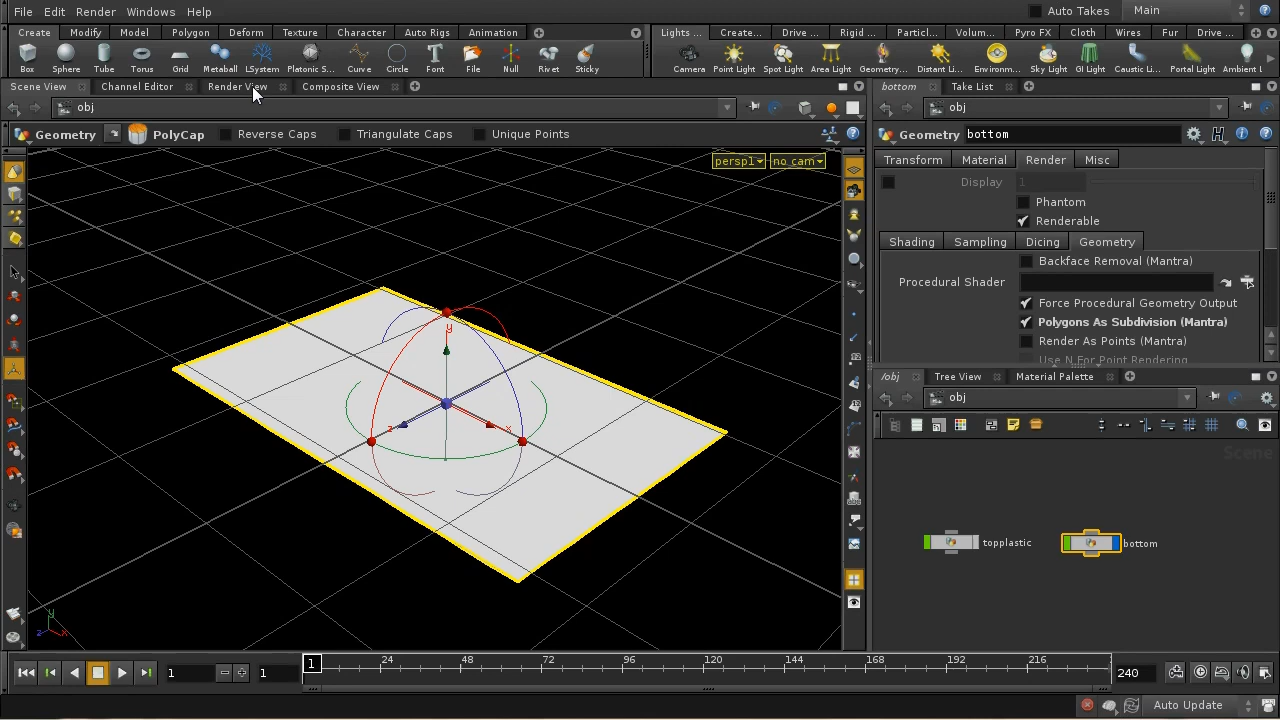 File Edit Render Windows Help Auto Takes Main
Create Modify Model Polygon Deform Texture Character Auto Rigs Animation
Lights ... Create... Drive ... Rigid ... Particl... Volum... Pyro FX Cloth Wires Fur Drive ...
Box Sphere Tube Torus Grid Metaball LSystem Platonic S... Curve Circle Font File Null Rivet Sticky
Camera Point Light Spot Light Area Light Geometry... Distant Li... Environm... Sky Light GI Light Caustic Li... Portal Light Ambient L
Scene View Channel Editor Render View Composite View
bottom Take List
obj
obj
Geometry PolyCap Reverse Caps Triangulate Caps Unique Points
Geometry bottom
persp1 no cam
Transform Material Render Misc
Display 1
Phantom
Renderable
Shading Sampling Dicing Geometry
Backface Removal (Mantra)
Procedural Shader
Force Procedural Geometry Output
Polygons As Subdivision (Mantra)
Render As Points (Mantra)
Use N For Point Rendering
y
z x
/obj Tree View Material Palette
obj
Scene
topplastic bottom
y
z x
1 1 1 24 48 72 96 120 144 168 192 216 240
Auto Update